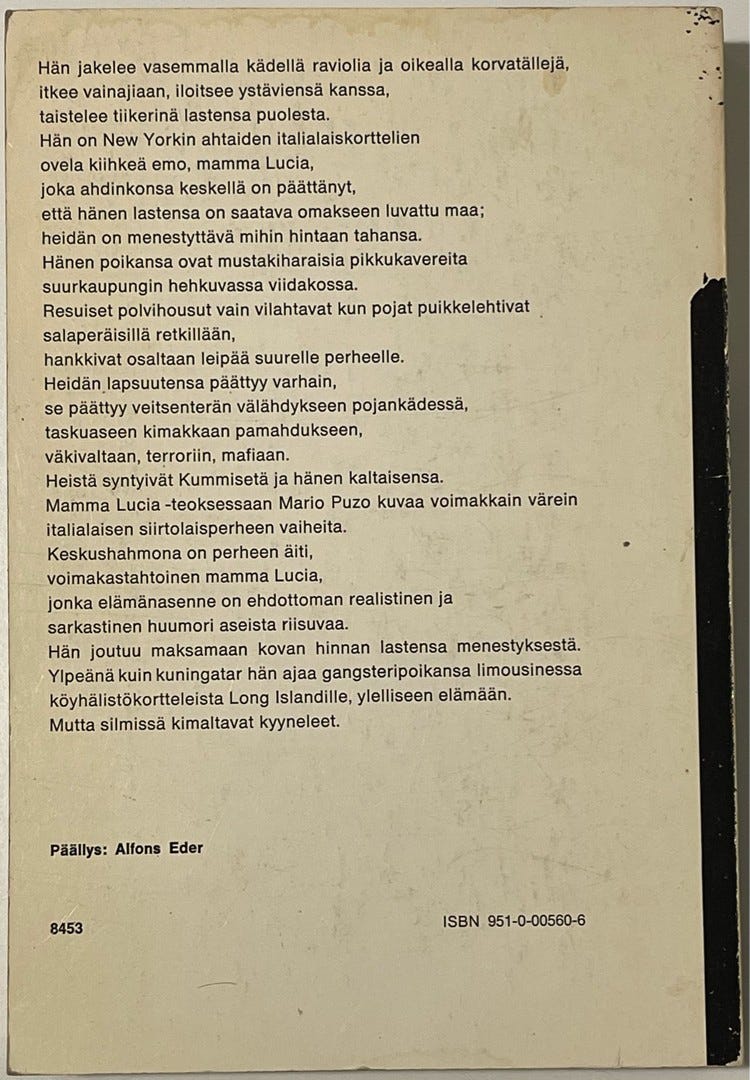 Hän jakelee vasemmalla kädellä raviolia ja oikealla korvatällejä,
itkee vainajiaan, iloitsee ystäviensä kanssa,
taistelee tiikerinä lastensa puolesta.
Hän on New Yorkin ahtaiden italialaiskorttelien
ovela kiihkeä emo, mamma Lucia,
joka ahdinkonsa keskellä on päättänyt,
että hänen lastensa on saatava omakseen luvattu maa;
heidän on menestyttävä mihin hintaan tahansa.
Hänen poikansa ovat mustakiharaisia pikkukavereita
suurkaupungin hehkuvassa viidakossa.
Resuiset polvihousut vain vilahtavat kun pojat puikkelehtivat
salaperäisillä retkillään,
hankkivat osaltaan leipää suurelle perheelle.
Heidän lapsuutensa päättyy varhain,
se päättyy veitsenterän välähdykseen pojankädessä,
taskuaseen kimakkaan pamahdukseen,
väkivaltaan, terroriin, mafiaan.
Heistä syntyivät Kummisetä ja hänen kaltaisensa.
Mamma Lucia -teoksessaan Mario Puzo kuvaa voimakkain värein
italialaisen siirtolaisperheen vaiheita.
Keskushahmona on perheen äiti,
voimakastahtoinen mamma Lucia,
jonka elämänasenne on ehdottoman realistinen ja
sarkastinen huumori aseista riisuvaa.
Hän joutuu maksamaan kovan hinnan lastensa menestyksestä.
Ylpeänä kuin kuningatar hän ajaa gangsteripoikansa limousinessa
köyhälistökortteleista Long Islandille, ylelliseen elämään.
Mutta silmissä kimaltavat kyyneleet.
Päällys: Alfons Eder
8453
ISBN 951-0-00560-6